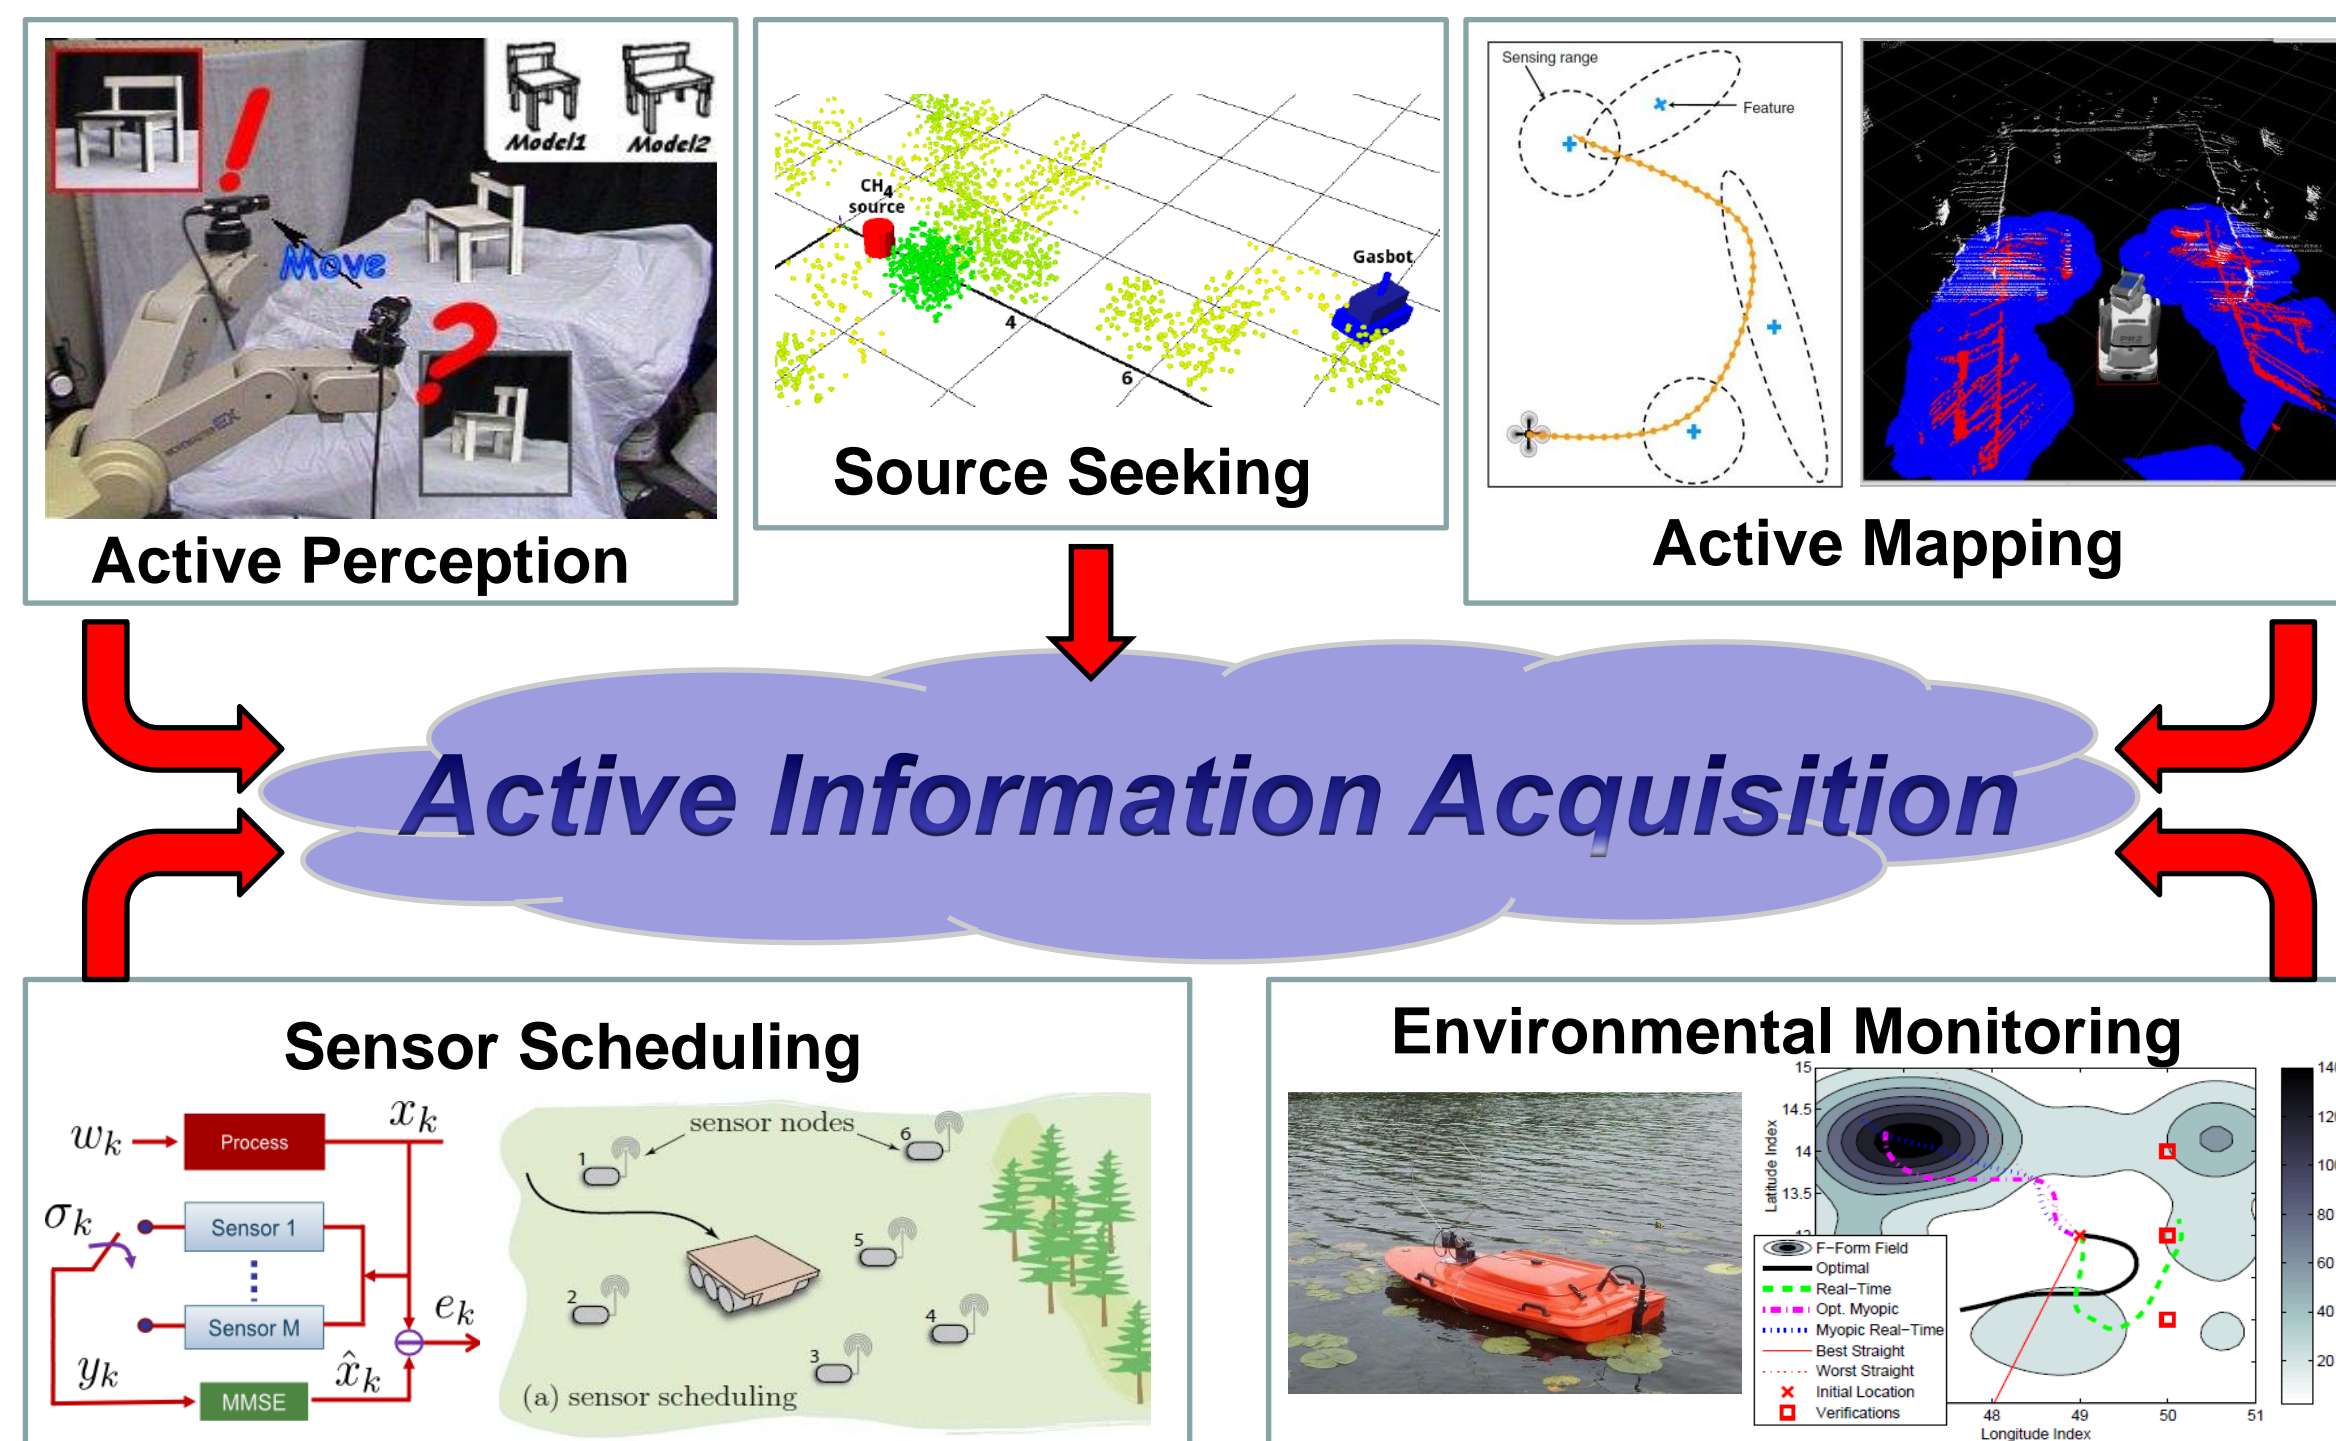 Model1
Model2
Move
EX
Active Perception
CH4
source
Gasbot
4
6
Source Seeking
Sensing range
Feature
PR2
Active Mapping
Active Information Acquisition
Sensor Scheduling
w_k
Process
x_k
σ_k
Sensor 1
Sensor M
e_k
y_k
MMSE
x̂_k
sensor nodes
1
6
5
2
4
3
(a) sensor scheduling
Environmental Monitoring
15
14.5
14
13.5
Latitude Index
F-Form Field
Optimal
Real-Time
Opt. Myopic
Myopic Real-Time
Best Straight
Worst Straight
Initial Location
Verifications
48
49
50
51
Longitude Index
80
60
40
20